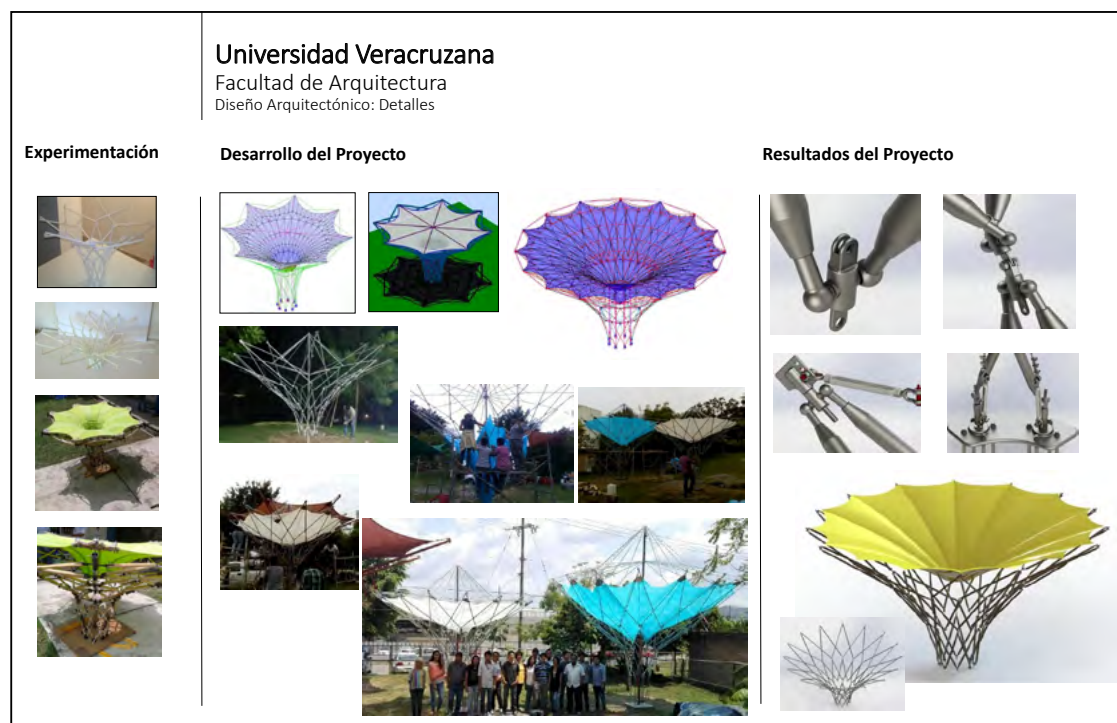 Universidad Veracruzana
Facultad de Arquitectura
Diseño Arquitectónico: Detalles
Experimentación
Desarrollo del Proyecto
Resultados del Proyecto